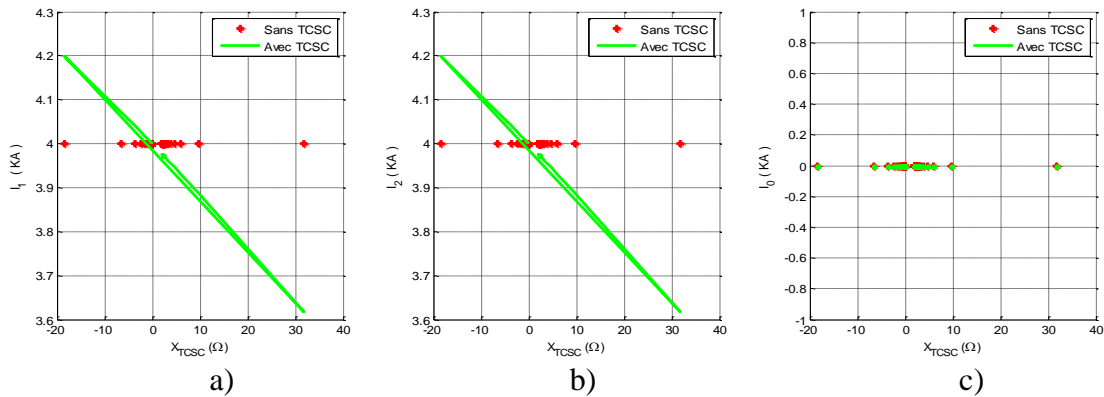 4.3
4.2
4.1
4
3.9
3.8
3.7
3.6
-20 -10 0 10 20 30 40
I1 ( KA )
XTCSC (Ω)
Sans TCSC
Avec TCSC
a)
4.3
4.2
4.1
4
3.9
3.8
3.7
3.6
-20 -10 0 10 20 30 40
I2 ( KA )
XTCSC (Ω)
Sans TCSC
Avec TCSC
b)
1
0.8
0.6
0.4
0.2
0
-0.2
-0.4
-0.6
-0.8
-1
-20 -10 0 10 20 30 40
I0 ( KA )
XTCSC (Ω)
Sans TCSC
Avec TCSC
c)